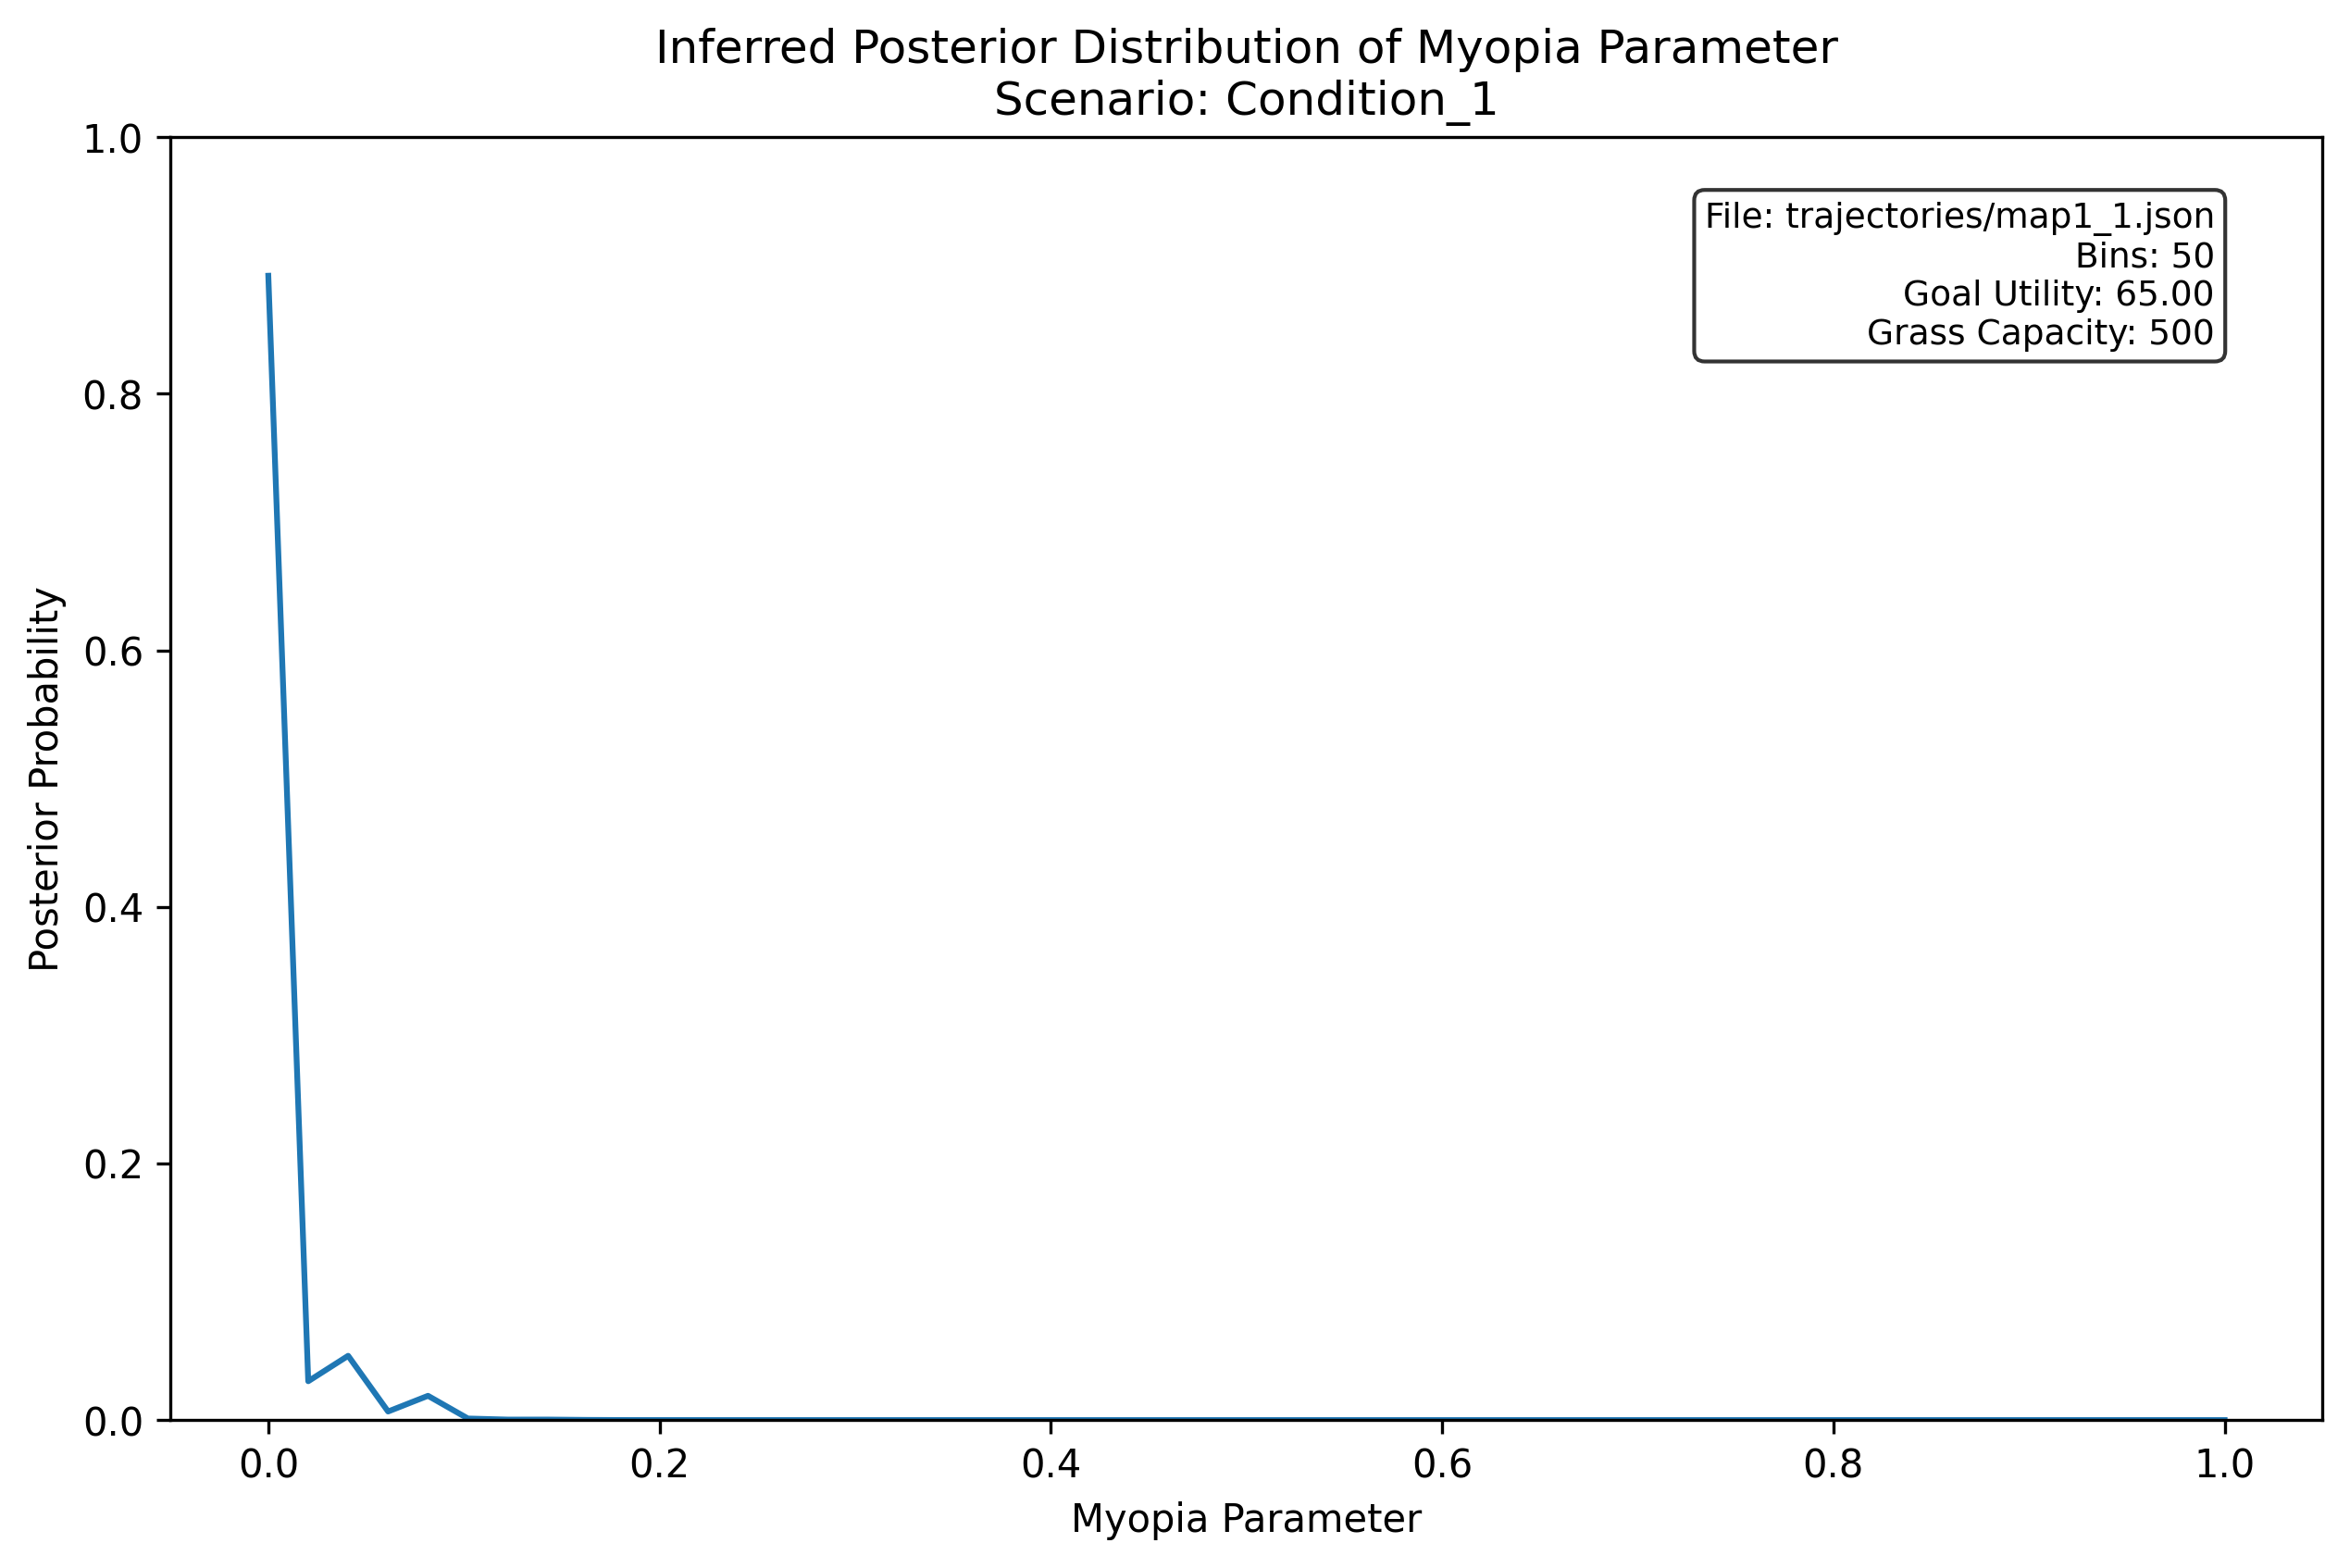 Inferred Posterior Distribution of Myopia Parameter
Scenario: Condition_1
File: trajectories/map1_1.json
Bins: 50
Goal Utility: 65.00
Grass Capacity: 500
Posterior Probability
1.0
0.8
0.6
0.4
0.2
0.0
0.0 0.2 0.4 0.6 0.8 1.0
Myopia Parameter